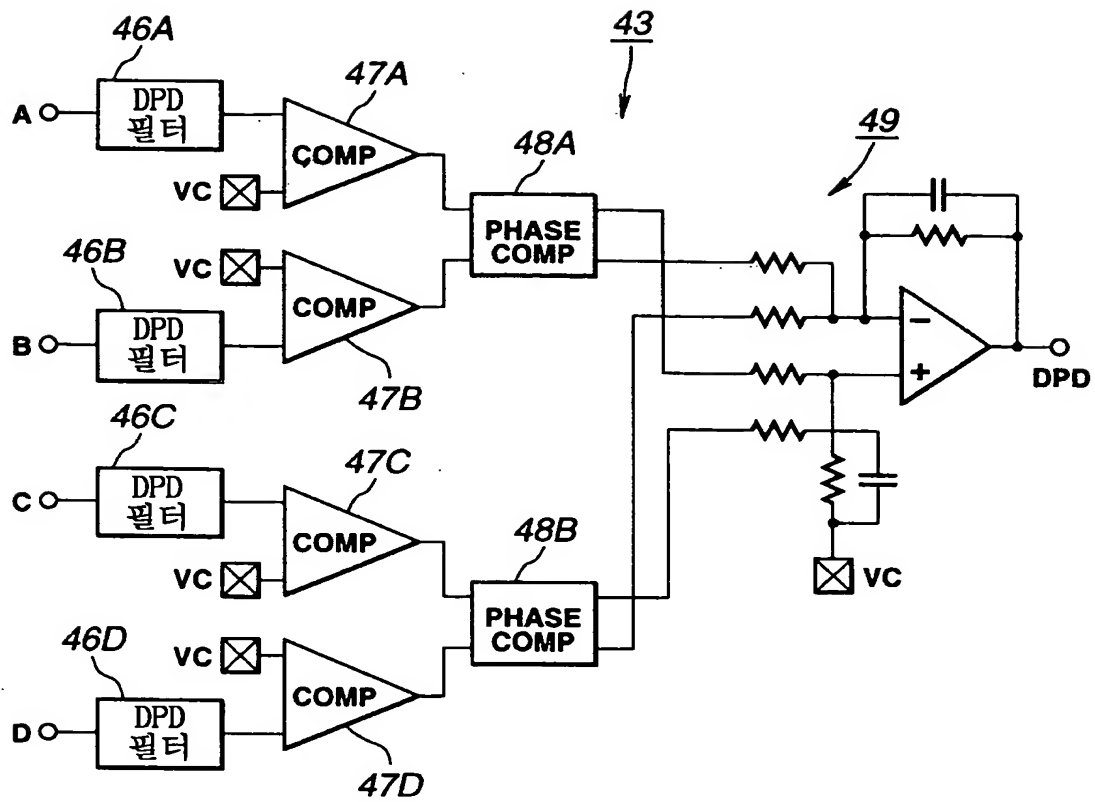 43
46A
A
DPD
필터
47A
COMP
VC
48A
PHASE
COMP
49
46B
VC
B
DPD
필터
COMP
47B
−
+
DPD
46C
C
DPD
필터
47C
COMP
VC
48B
PHASE
COMP
VC
46D
VC
D
DPD
필터
COMP
47D